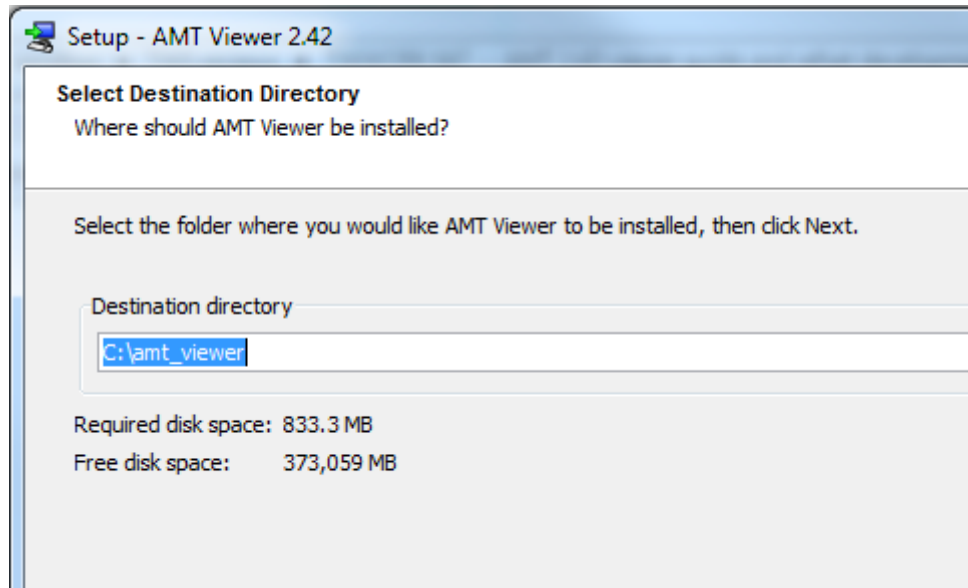 Setup - AMT Viewer 2.42
Select Destination Directory
Where should AMT Viewer be installed?
Select the folder where you would like AMT Viewer to be installed, then click Next.
Destination directory
C:\amt_viewer
Required disk space: 833.3 MB
Free disk space: 373,059 MB